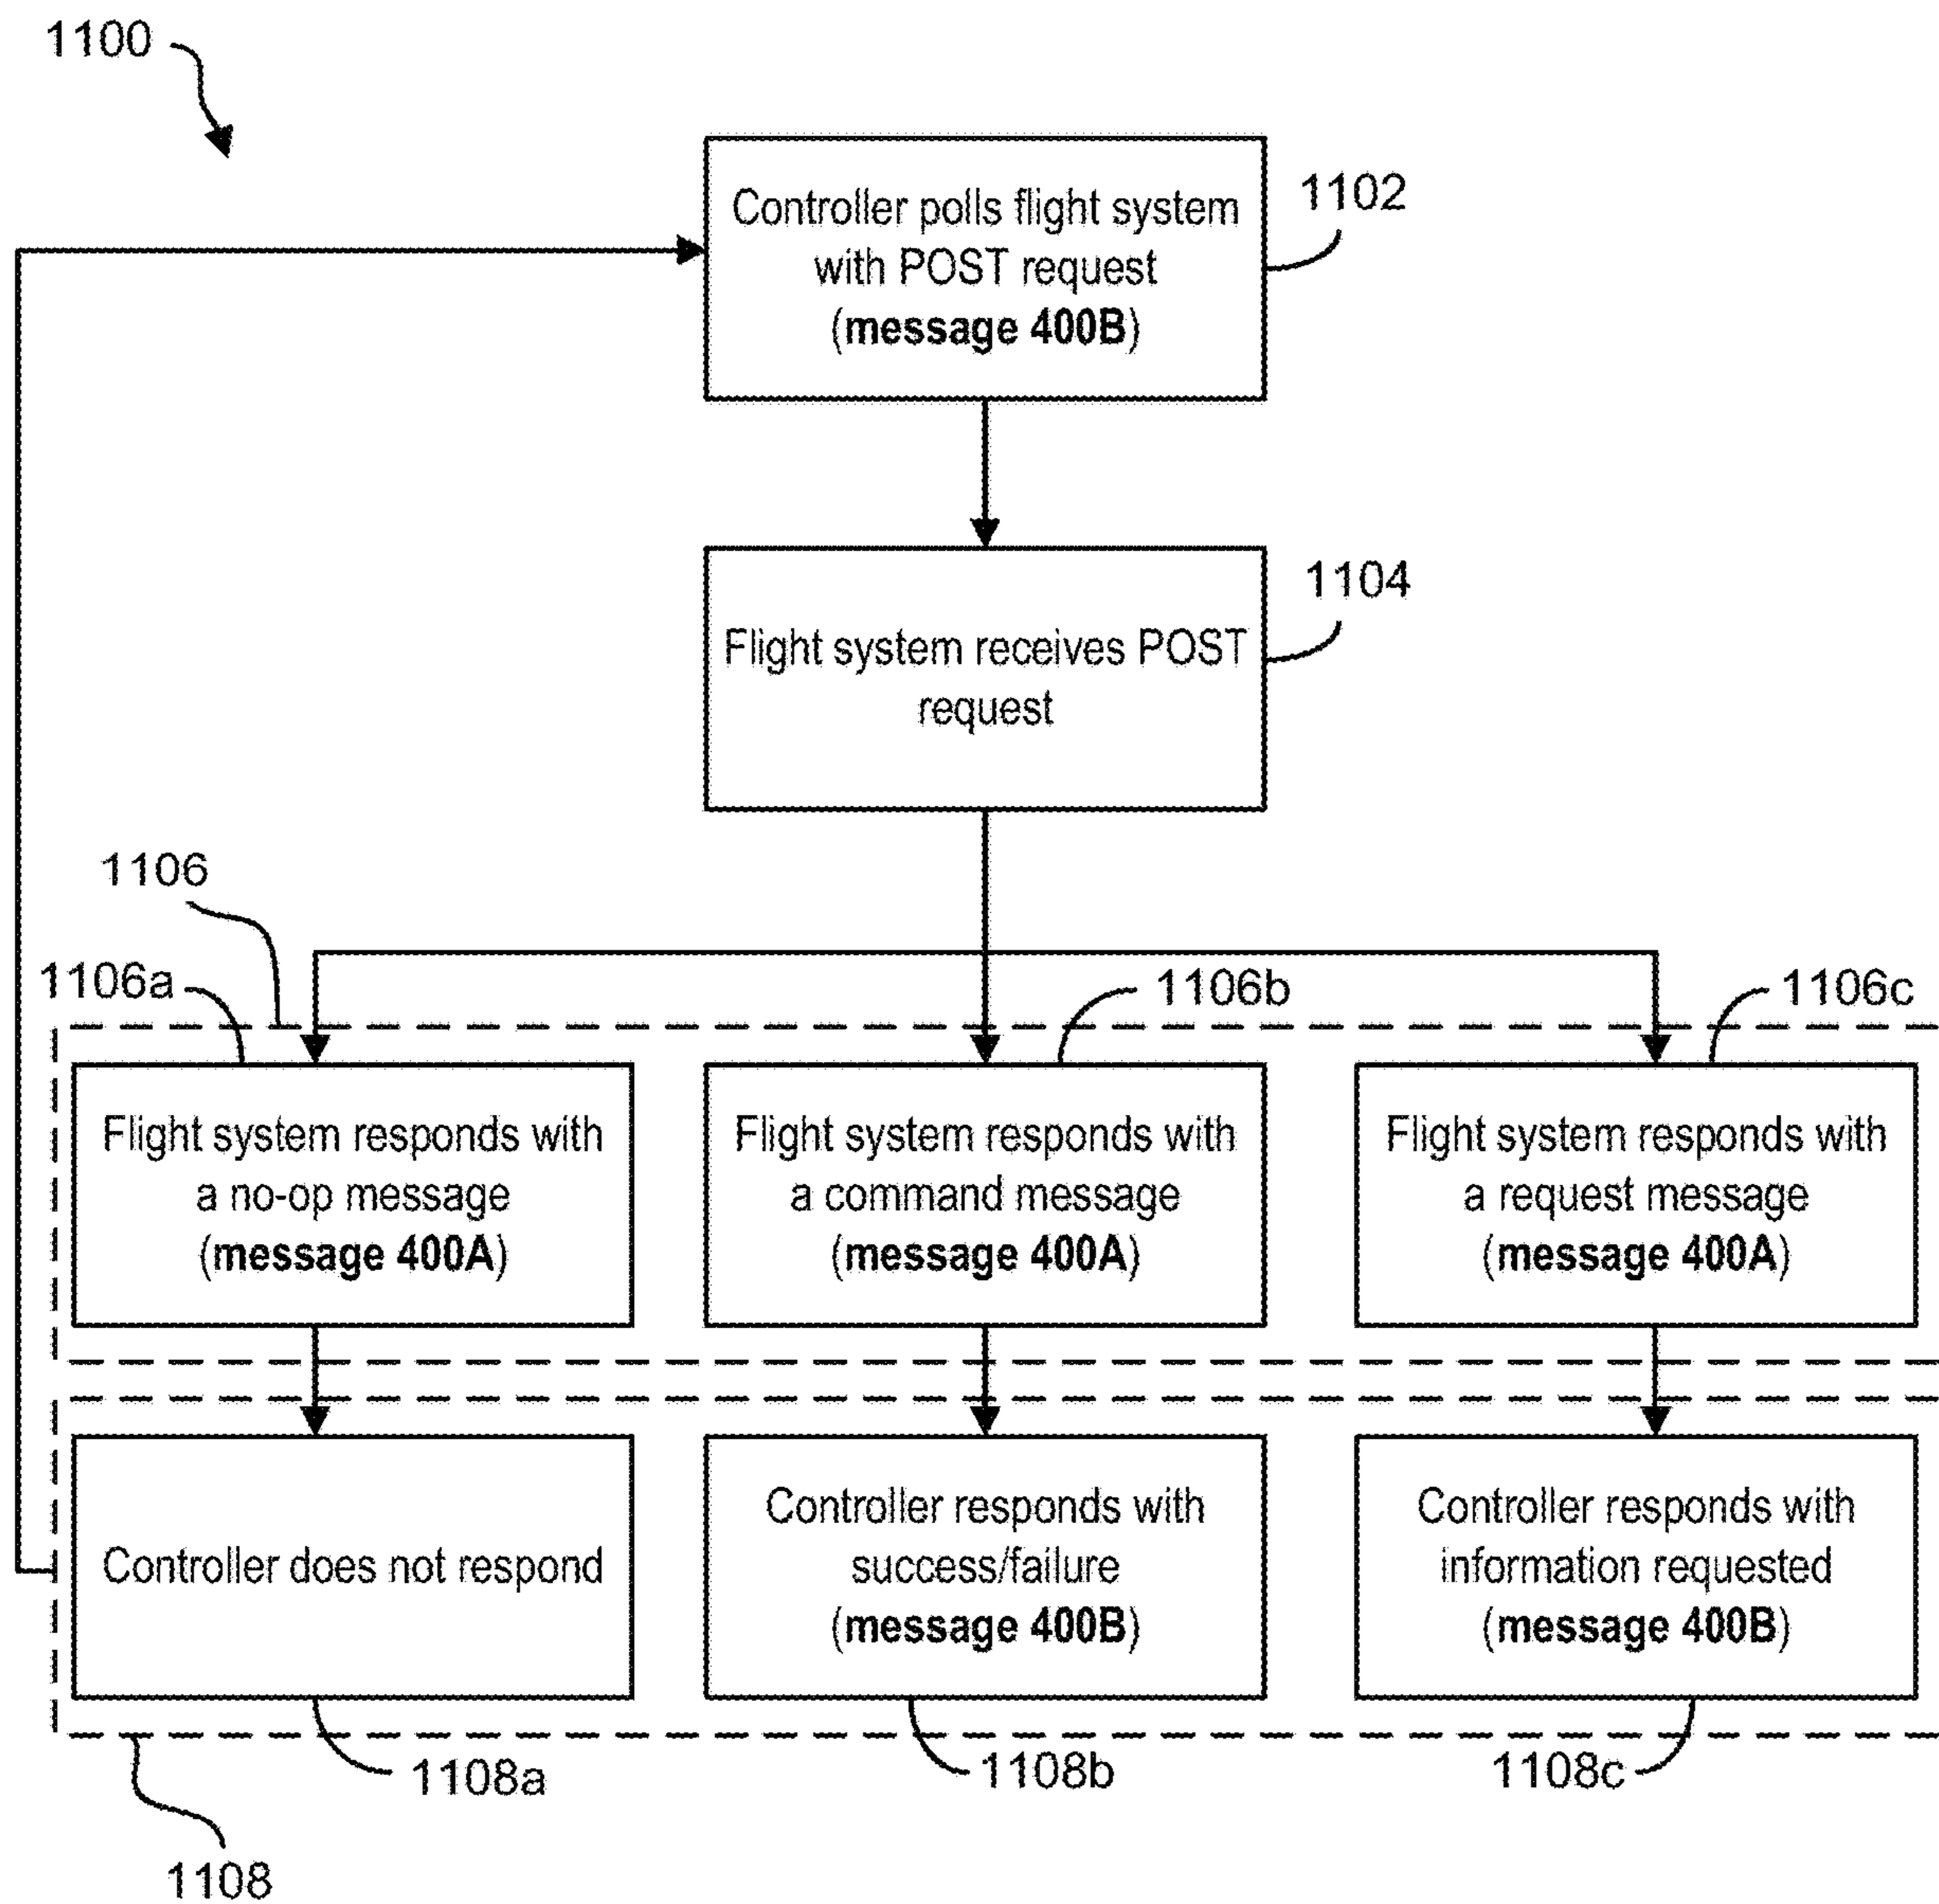 1100
Controller polls flight system
with POST request
(message 400B)
1102
Flight system receives POST
request
1104
1106
1106a
1106b
1106c
Flight system responds with
a no-op message
(message 400A)
Flight system responds with
a command message
(message 400A)
Flight system responds with
a request message
(message 400A)
Controller does not respond
Controller responds with
success/failure
(message 400B)
Controller responds with
information requested
(message 400B)
1108a
1108b
1108c
1108